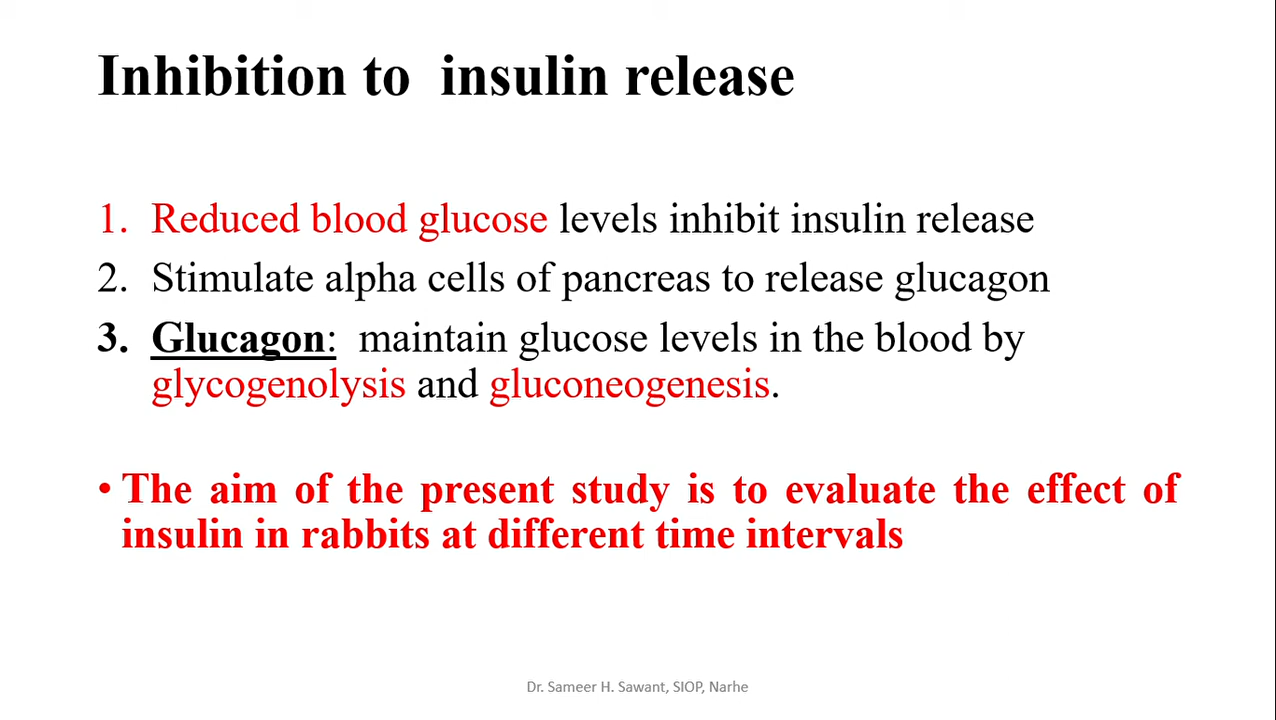 Inhibition to  insulin release
1. Reduced blood glucose levels inhibit insulin release
2. Stimulate alpha cells of pancreas to release glucagon
3. Glucagon:  maintain glucose levels in the blood by
glycogenolysis and gluconeogenesis.
• The aim of the present study is to evaluate the effect of
insulin in rabbits at different time intervals
Dr. Sameer H. Sawant, SIOP, Narhe